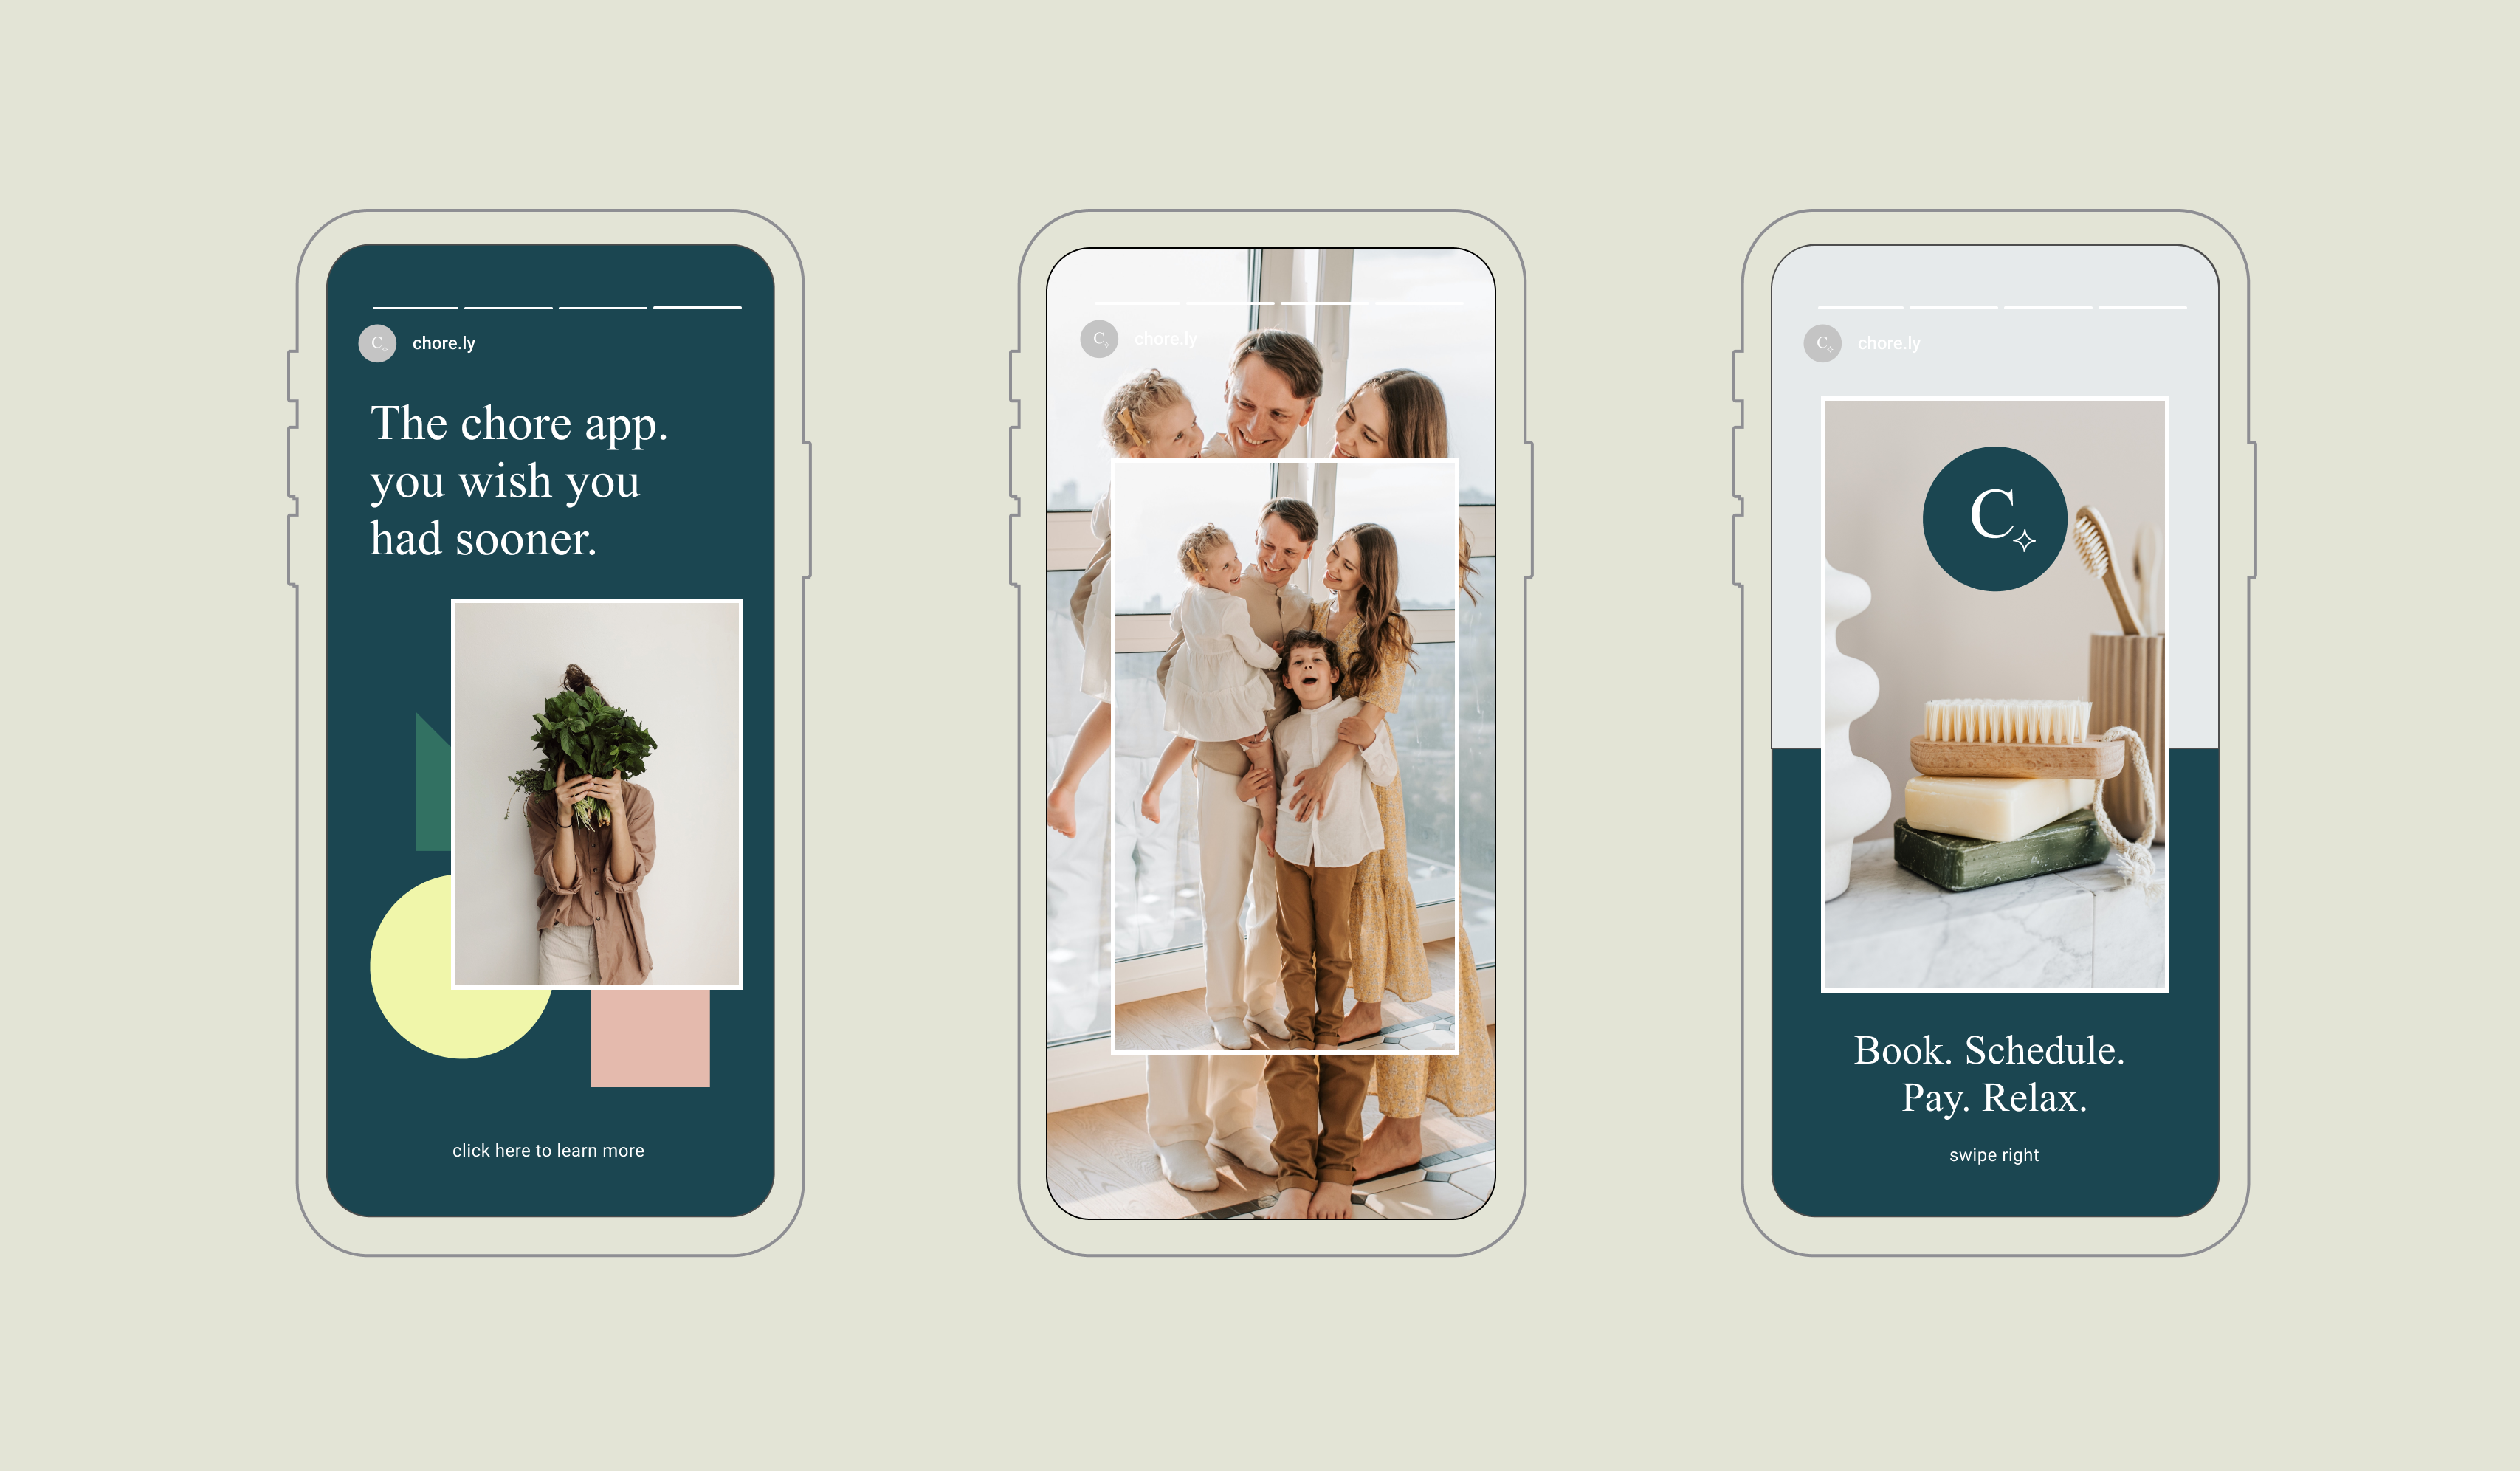 C
chore.ly
The chore app.
you wish you
had sooner.
click here to learn more
C
chore.ly
C
chore.ly
C
Book. Schedule.
Pay. Relax.
swipe right